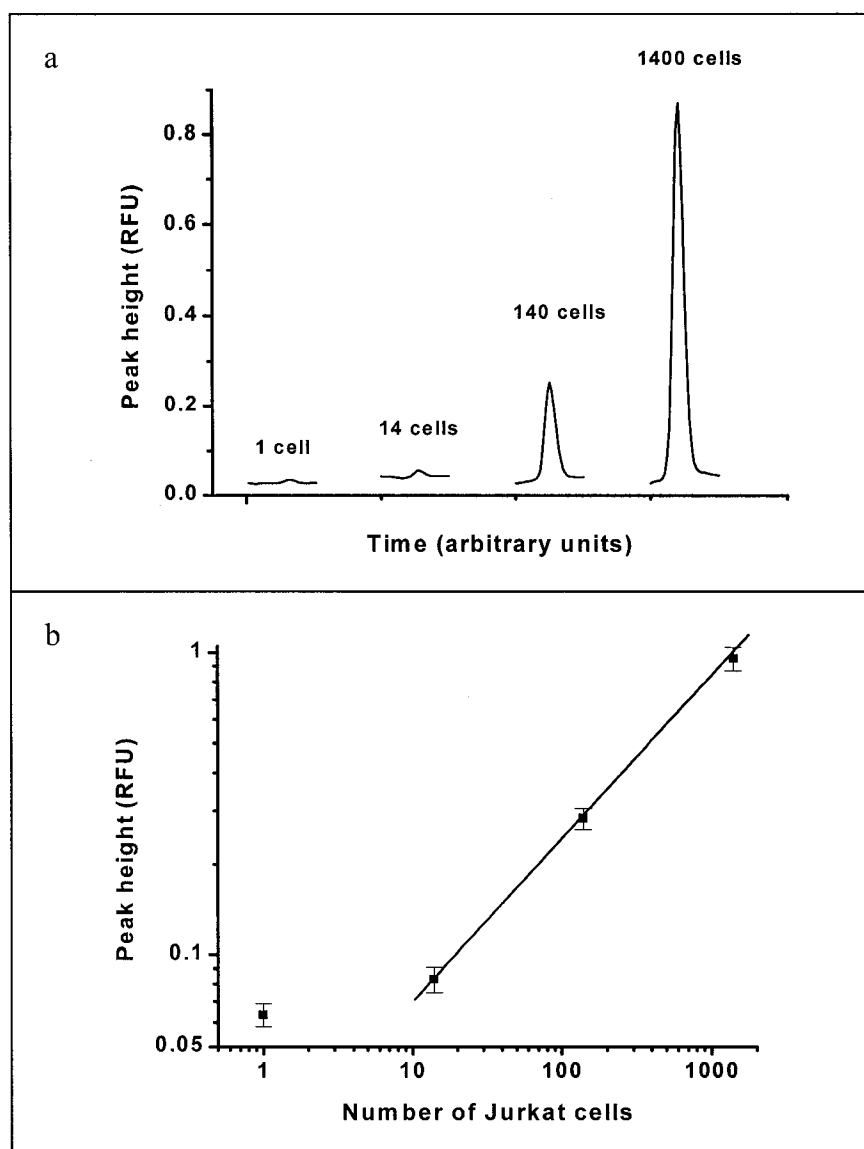 a
1400 cells
0.8
0.6
140 cells
0.4
14 cells
0.2
1 cell
0.0
Peak height (RFU)
Time (arbitrary units)
b
1
0.1
0.05
Peak height (RFU)
1 10 100 1000
Number of Jurkat cells